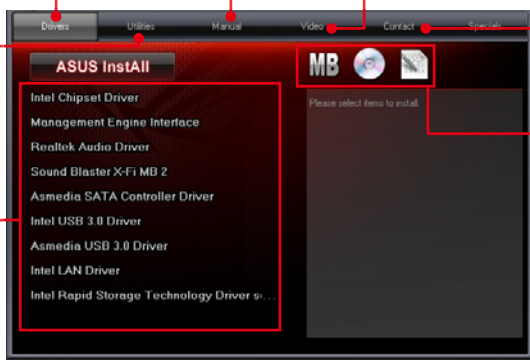 Drivers Utilities Manual Video Contact Specials
ASUS InstAll
MB
Intel Chipset Driver
Please select items to install.
Management Engine Interface
Realtek Audio Driver
Sound Blaster X-Fi MB 2
Asmedia SATA Controller Driver
Intel USB 3.0 Driver
Asmedia USB 3.0 Driver
Intel LAN Driver
Intel Rapid Storage Technology Driver s...